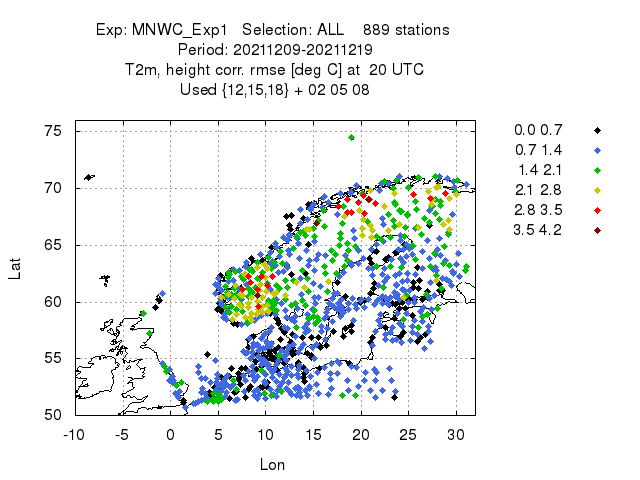 Exp: MNWC_Exp1 Selection: ALL 889 stations
Period: 20211209-20211219
T2m, height corr. rmse [deg C] at 20 UTC
Used {12,15,18} + 02 05 08
0.0 0.7
0.7 1.4
1.4 2.1
2.1 2.8
2.8 3.5
3.5 4.2
75
70
65
60
55
50
Lat
-10 -5 0 5 10 15 20 25 30
Lon